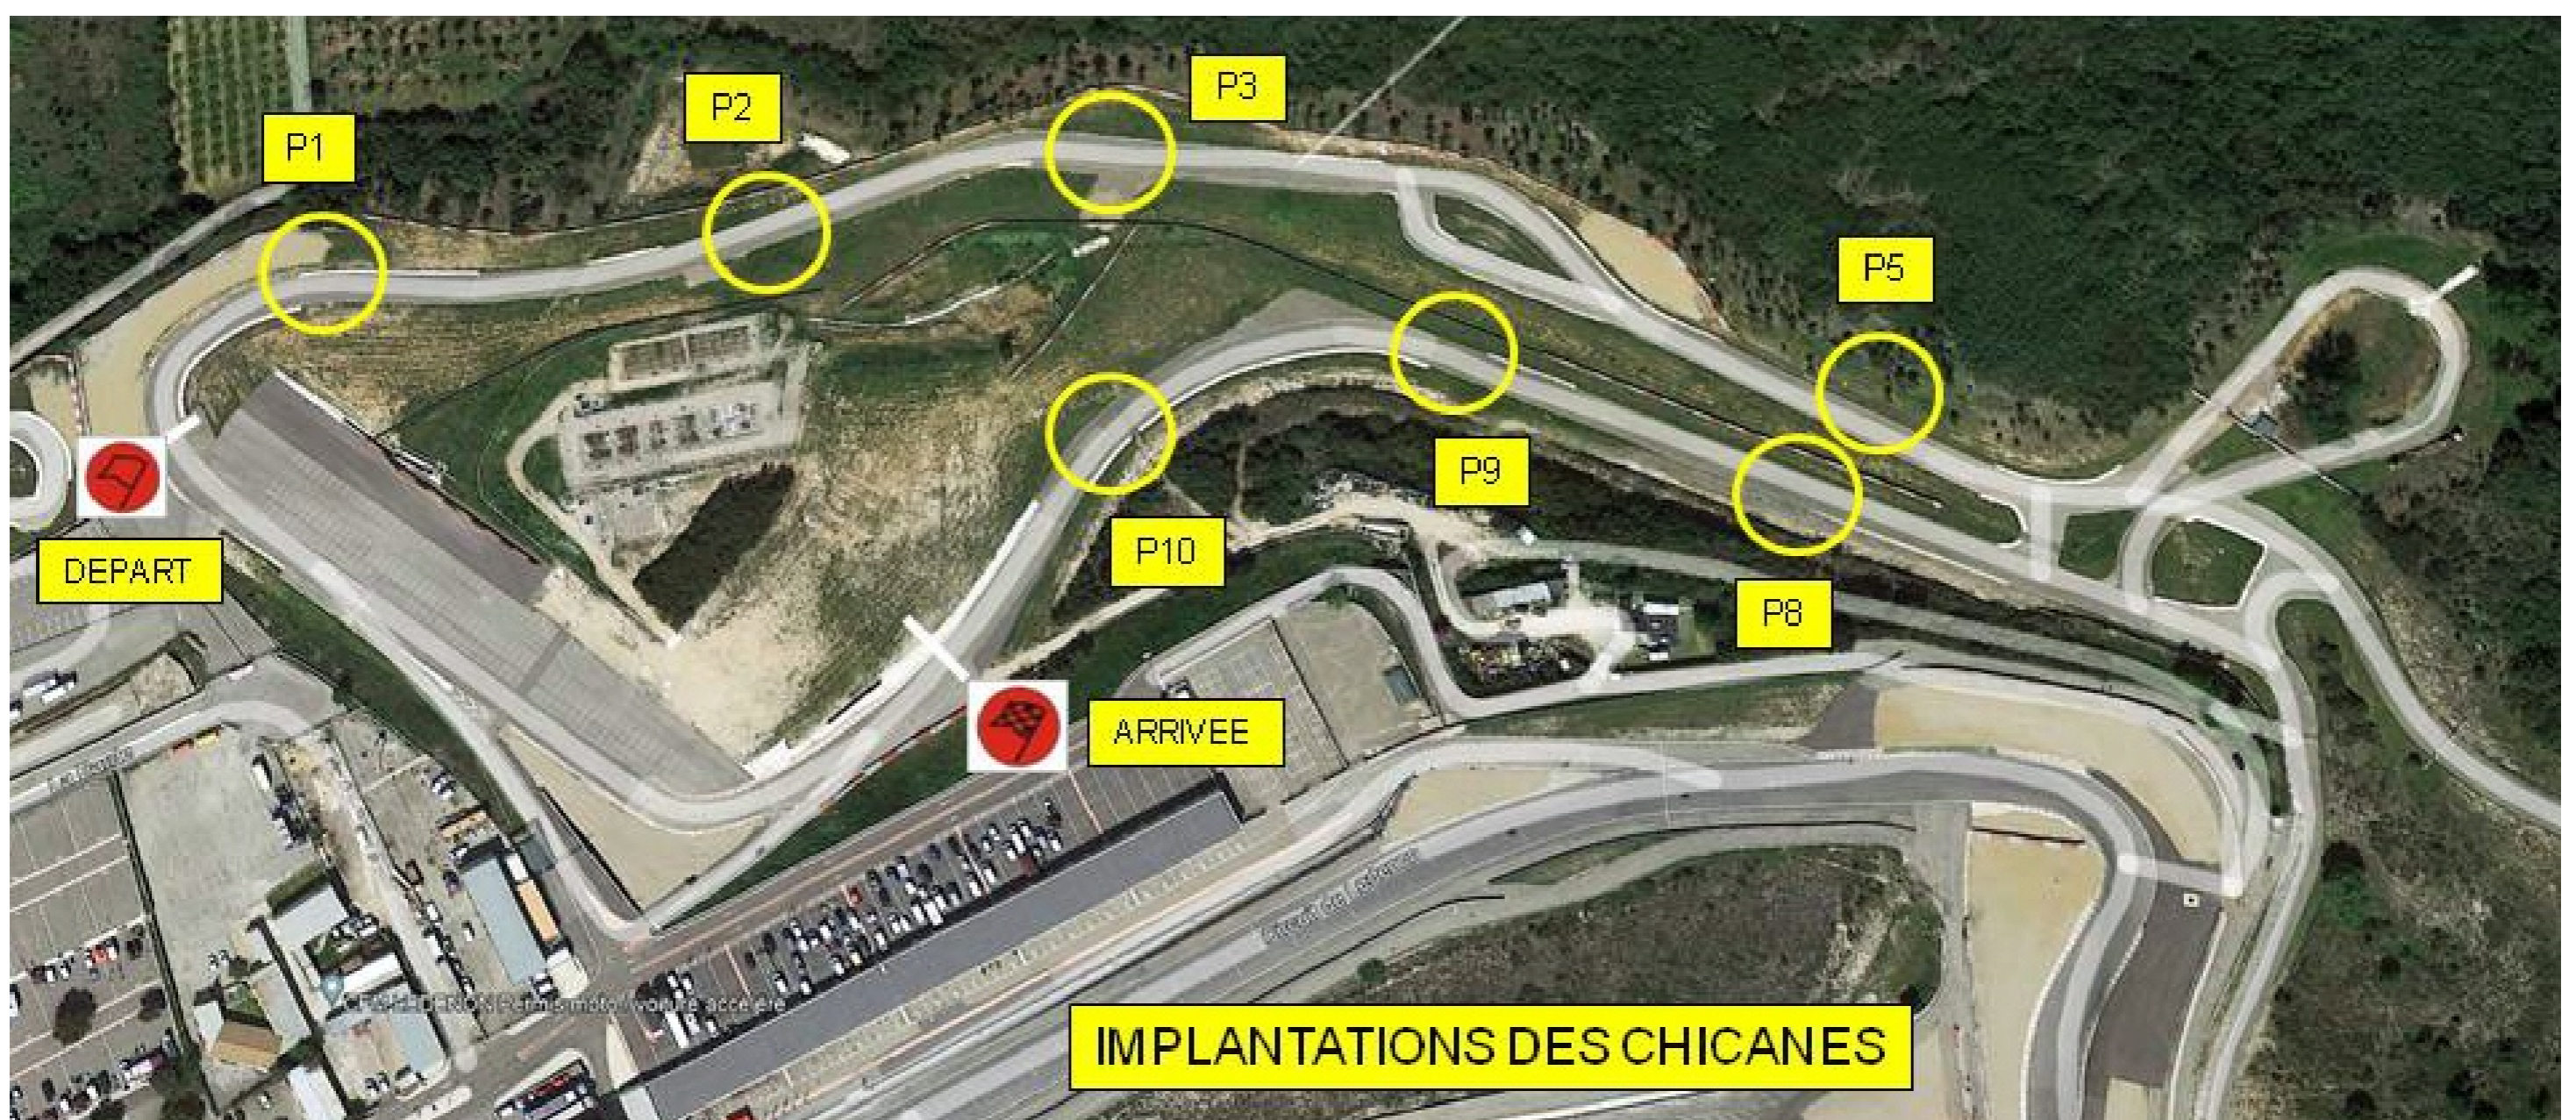 P1
P2
P3
P5
P9
P10
P8
DEPART
ARRIVEE
IMPLANTATIONS DES CHICANES